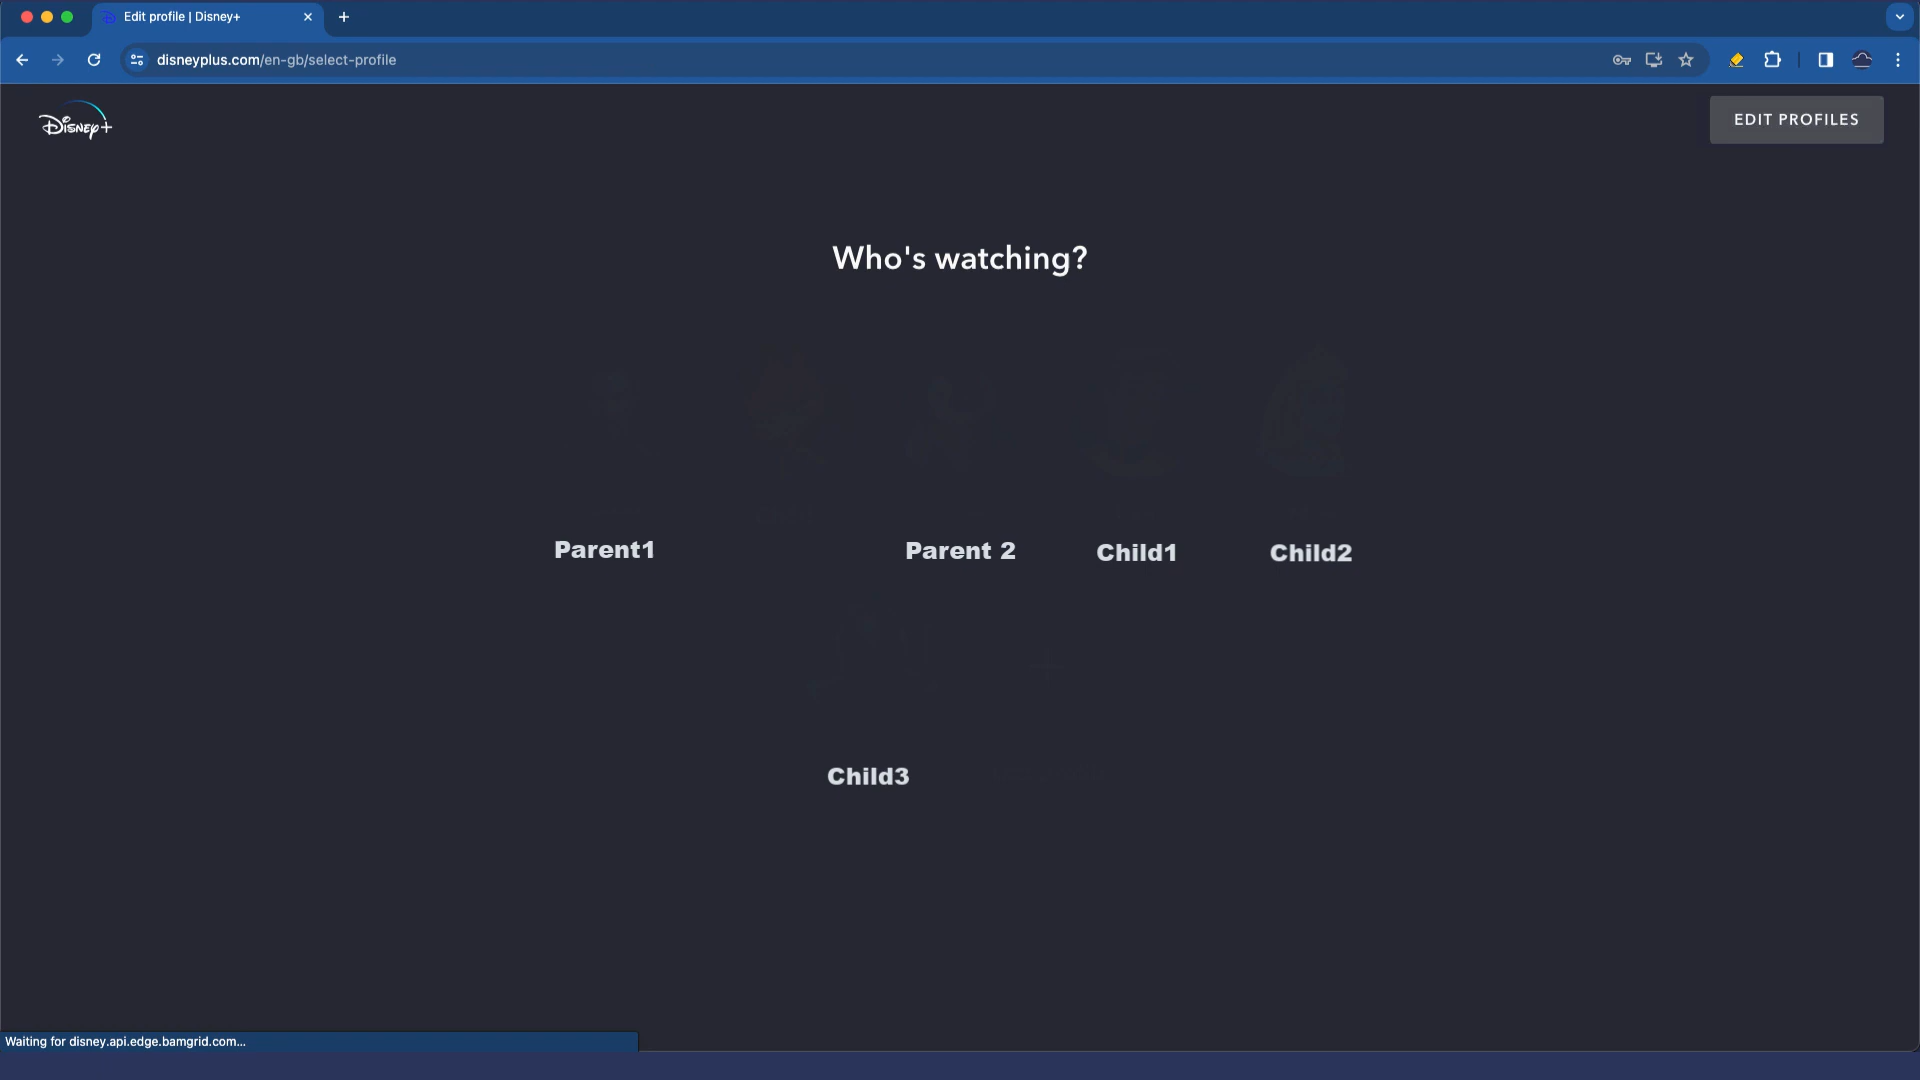 Edit profile | Disney+
disneyplus.com/en-gb/select-profile
Disney+
EDIT PROFILES
Who's watching?
Parent1
Parent 2
Child1
Child2
Child3
Waiting for disney.api.edge.bamgrid.com...